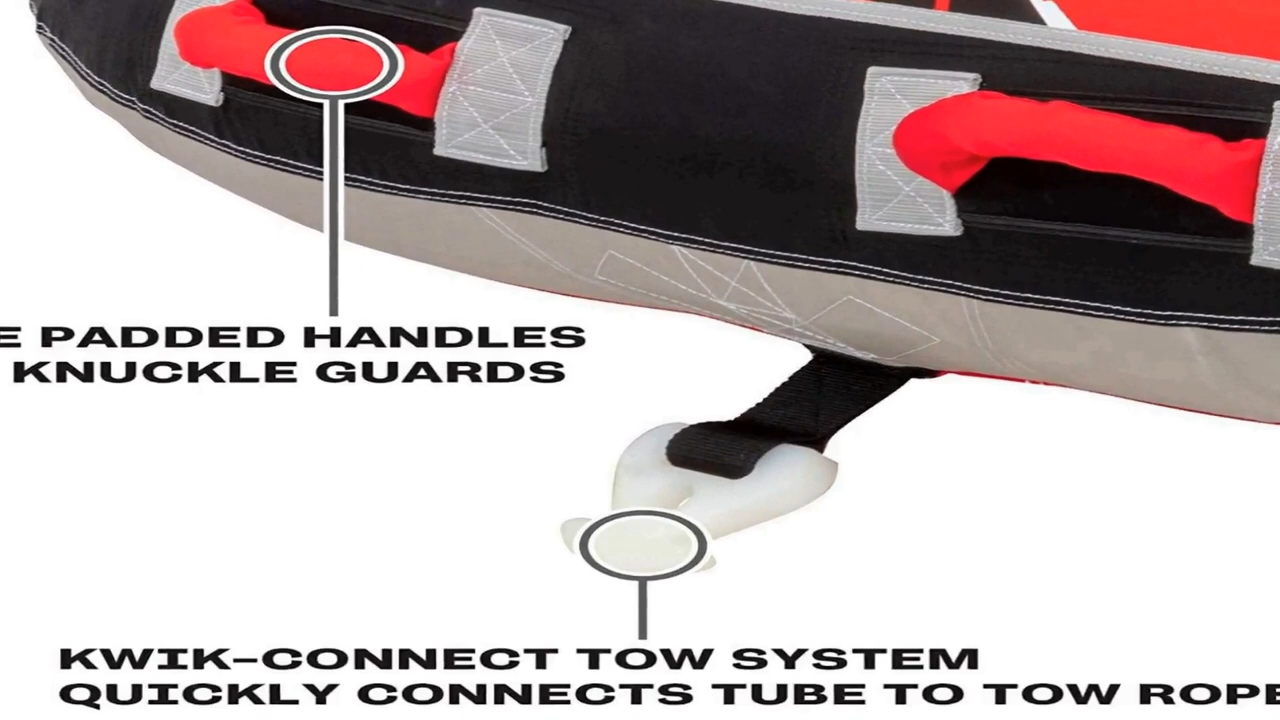 E PADDED HANDLES
KNUCKLE GUARDS
KWIK-CONNECT TOW SYSTEM
QUICKLY CONNECTS TUBE TO TOW ROPE